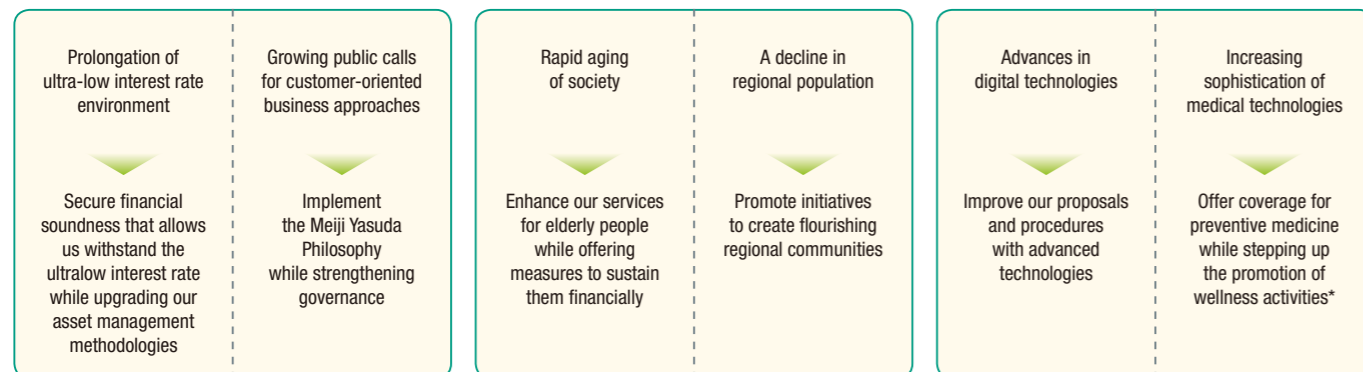 Prolongation of
ultra-low interest rate
environment
Secure financial
soundness that allows
us withstand the
ultralow interest rate
while upgrading our
asset management
methodologies
Growing public calls
for customer-oriented
business approaches
Implement
the Meiji Yasuda
Philosophy
while strengthening
governance
Rapid aging
of society
Enhance our services
for elderly people
while offering
measures to sustain
them financially
A decline in
regional population
Promote initiatives
to create flourishing
regional communities
Advances in
digital technologies
Improve our proposals
and procedures
with advanced
technologies
Increasing
sophistication of
medical technologies
Offer coverage for
preventive medicine
while stepping up
the promotion of
wellness activities*